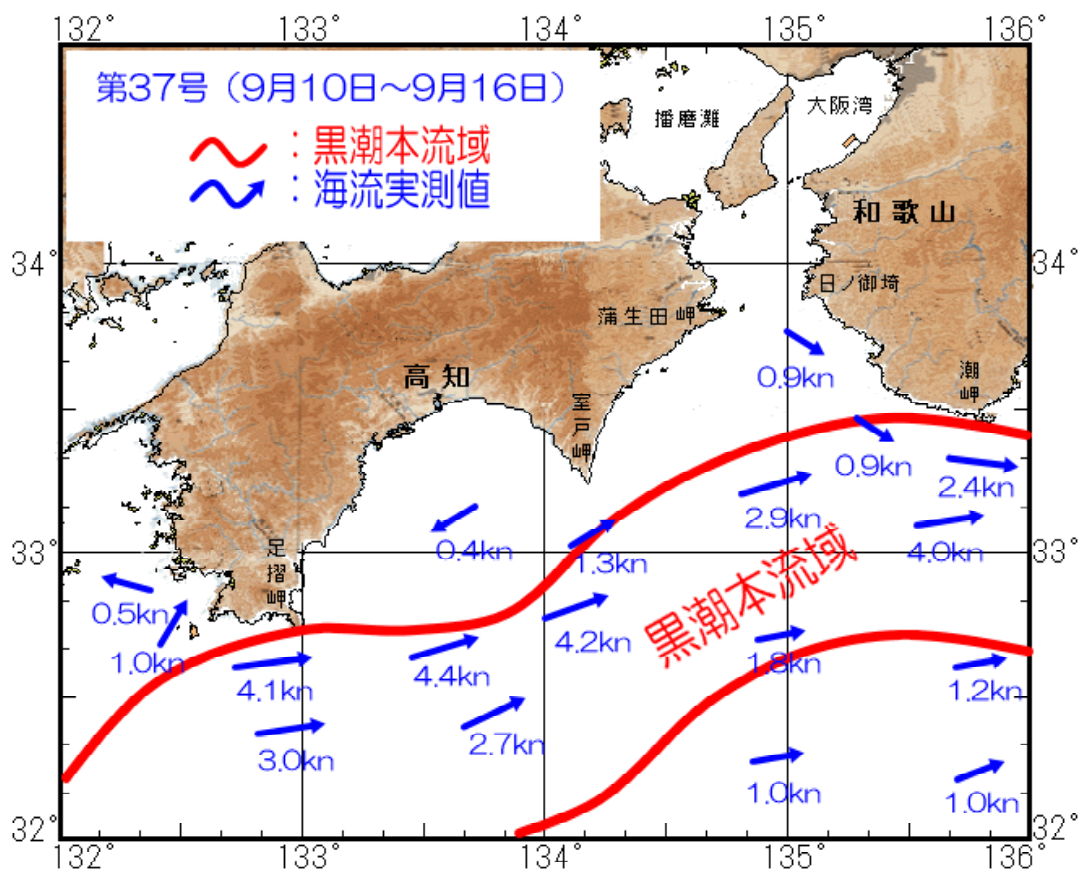 132° 133° 134° 135° 136°
第37号（9月10日～9月16日）
：黒潮本流域
：海流実測値
播磨灘
大阪湾
和歌山
34° 34°
日ノ御埼
蒲生田岬
0.9kn
潮岬
高知
室戸岬
0.9kn
2.4kn
2.9kn
4.0kn
0.4kn
1.3kn
33° 33°
足摺岬
黒潮本流域
0.5kn
1.0kn
4.2kn
1.8kn
4.1kn
4.4kn
1.2kn
3.0kn
2.7kn
1.0kn
1.0kn
32° 32°
132° 133° 134° 135° 136°